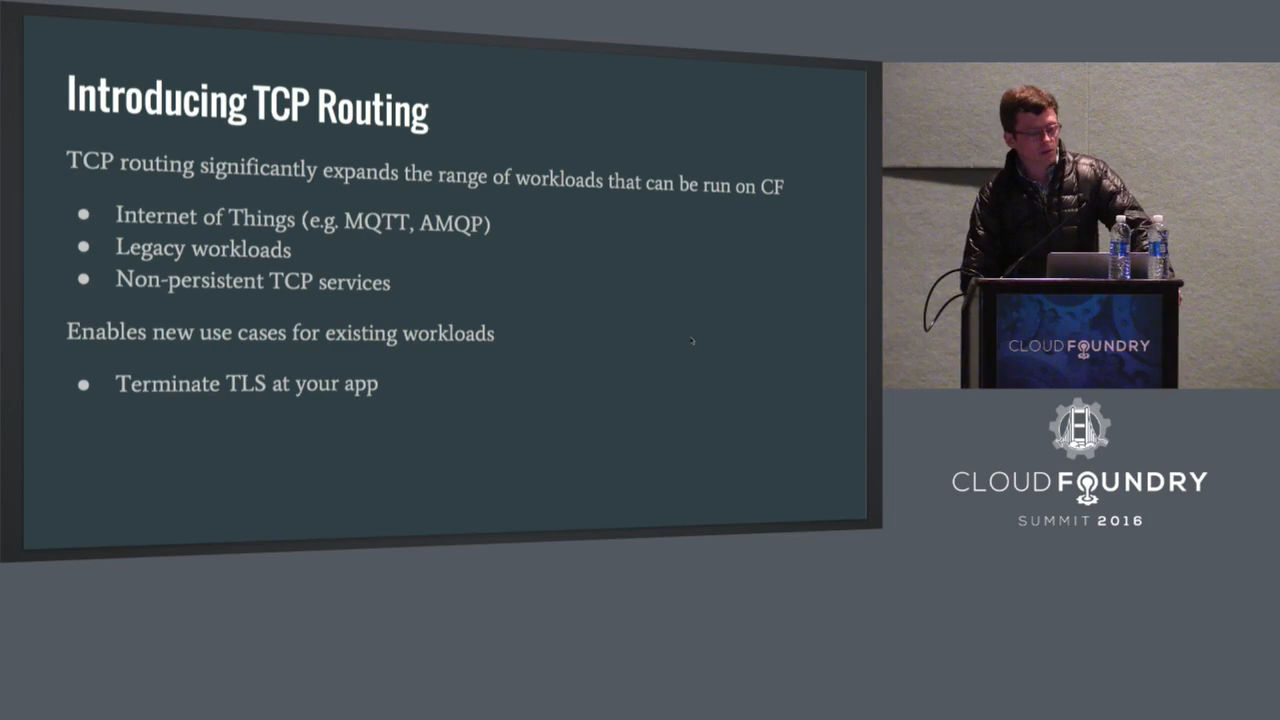 Introducing TCP Routing
TCP routing significantly expands the range of workloads that can be run on CF
● Internet of Things (e.g. MQTT, AMQP)
● Legacy workloads
● Non-persistent TCP services
Enables new use cases for existing workloads
● Terminate TLS at your app
CLOUD FOUNDRY
CLOUD FOUNDRY
SUMMIT 2016